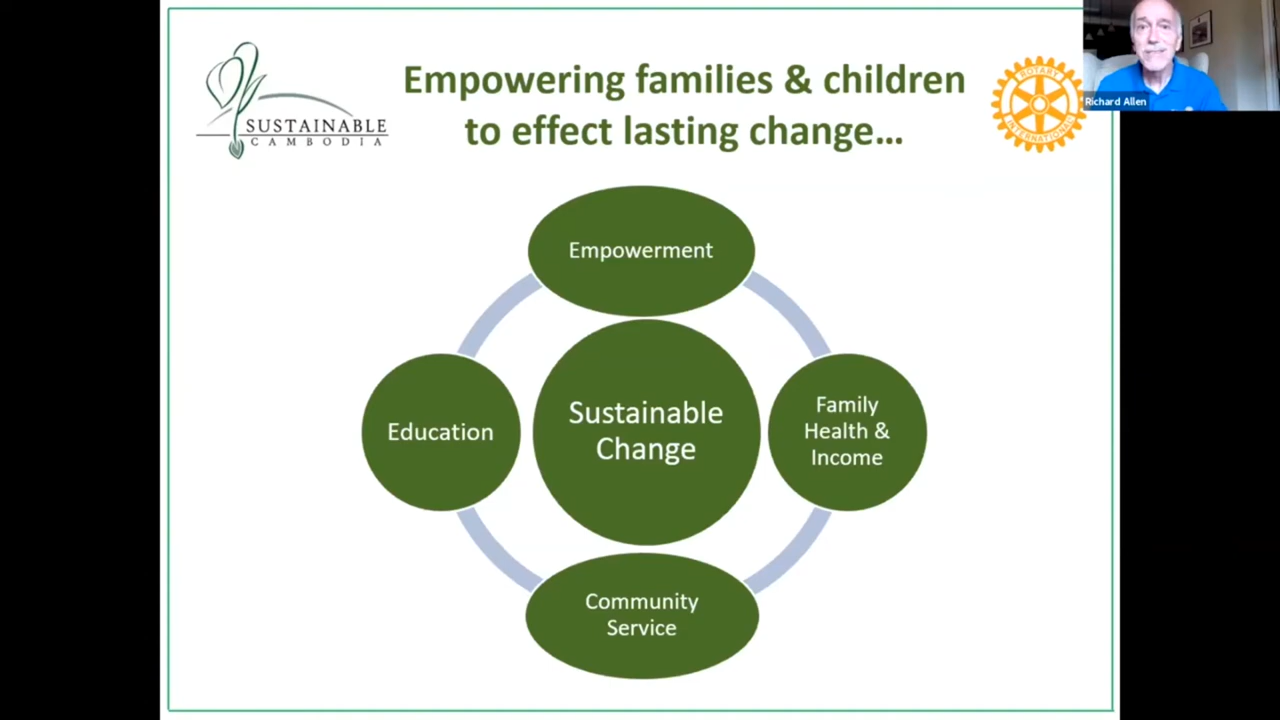 SUSTAINABLE
CAMBODIA
Empowering families & children
to effect lasting change…
ROTARY
INTERNATIONAL
Richard Allen
Empowerment
Education
Sustainable
Change
Family
Health &
Income
Community
Service